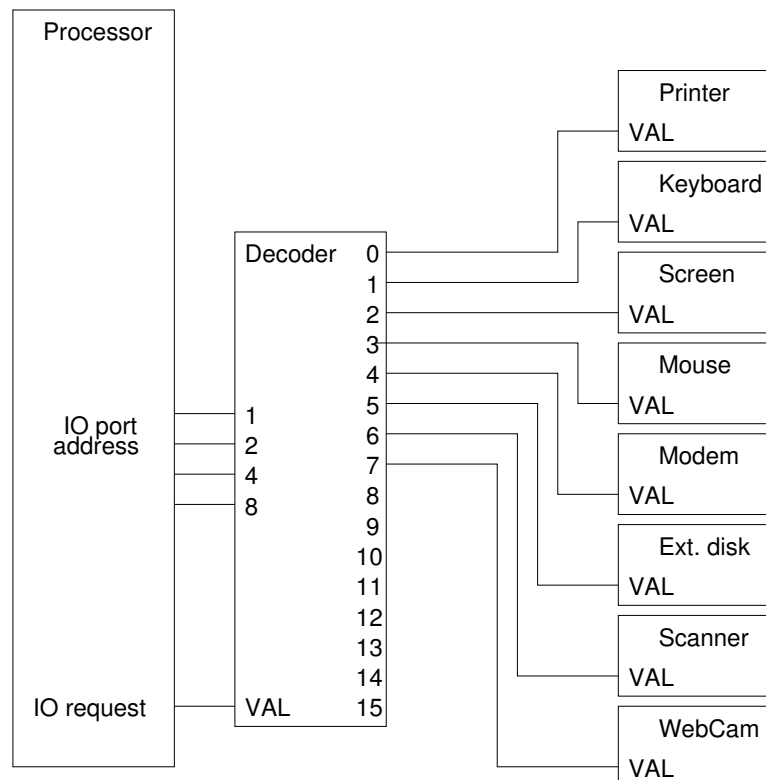 Processor
IO port
address
IO request
Decoder
1
2
4
8
VAL
0
1
2
3
4
5
6
7
8
9
10
11
12
13
14
15
Printer
VAL
Keyboard
VAL
Screen
VAL
Mouse
VAL
Modem
VAL
Ext. disk
VAL
Scanner
VAL
WebCam
VAL